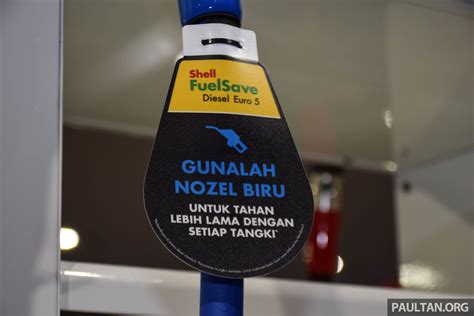 Shell
FuelSave
Diesel Euro 5
GUNALAH
NOZEL BIRU
UNTUK TAHAN
LEBIH LAMA DENGAN
SETIAP TANGKI*
PAULTAN.ORG